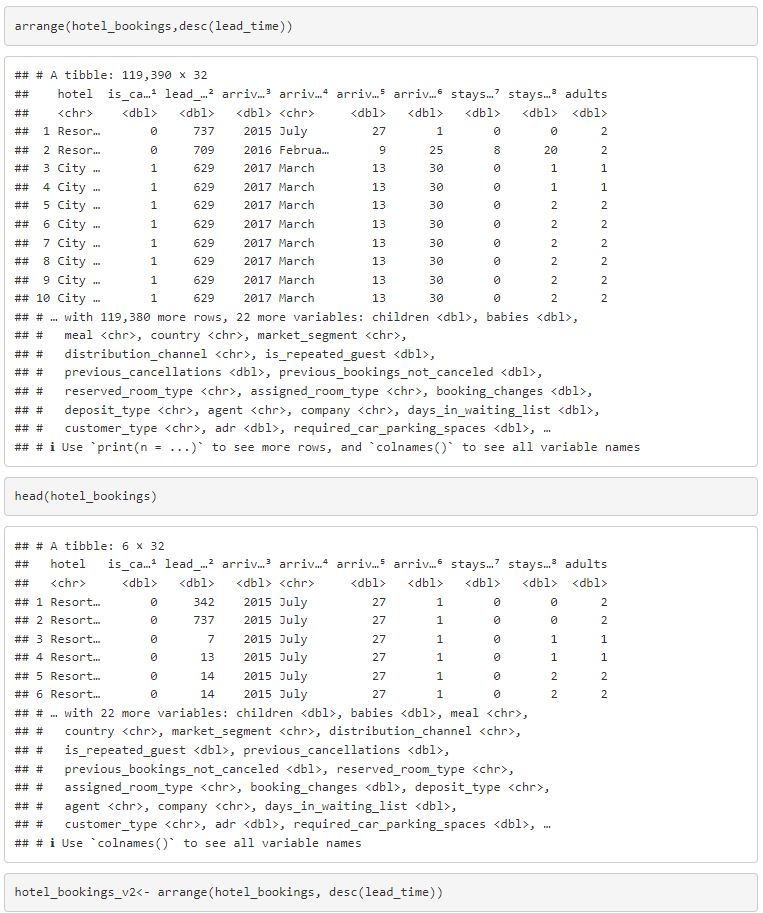 arrange(hotel_bookings,desc(lead_time))
## # A tibble: 119,390 × 32
##    hotel  is_ca…¹ lead_…² arriv…³ arriv…⁴ arriv…⁵ arriv…⁶ stays…⁷ stays…⁸ adults
##    <chr>    <dbl>   <dbl>   <dbl> <chr>     <dbl>   <dbl>   <dbl>   <dbl>  <dbl>
##  1 Resor…       0     737    2015 July         27       1       0       0      2
##  2 Resor…       0     709    2016 Februa…       9      25       8      20      2
##  3 City …       1     629    2017 March        13      30       0       1      1
##  4 City …       1     629    2017 March        13      30       0       1      1
##  5 City …       1     629    2017 March        13      30       0       2      2
##  6 City …       1     629    2017 March        13      30       0       2      2
##  7 City …       1     629    2017 March        13      30       0       2      2
##  8 City …       1     629    2017 March        13      30       0       2      2
##  9 City …       1     629    2017 March        13      30       0       2      2
## 10 City …       1     629    2017 March        13      30       0       2      2
## # … with 119,380 more rows, 22 more variables: children <dbl>, babies <dbl>,
## #   meal <chr>, country <chr>, market_segment <chr>,
## #   distribution_channel <chr>, is_repeated_guest <dbl>,
## #   previous_cancellations <dbl>, previous_bookings_not_canceled <dbl>,
## #   reserved_room_type <chr>, assigned_room_type <chr>, booking_changes <dbl>,
## #   deposit_type <chr>, agent <chr>, company <chr>, days_in_waiting_list <dbl>,
## #   customer_type <chr>, adr <dbl>, required_car_parking_spaces <dbl>, …
## # ℹ Use `print(n = ...)` to see more rows, and `colnames()` to see all variable names
head(hotel_bookings)
## # A tibble: 6 × 32
##   hotel   is_ca…¹ lead_…² arriv…³ arriv…⁴ arriv…⁵ arriv…⁶ stays…⁷ stays…⁸ adults
##   <chr>     <dbl>   <dbl>   <dbl> <chr>     <dbl>   <dbl>   <dbl>   <dbl>  <dbl>
## 1 Resort…       0     342    2015 July         27       1       0       0      2
## 2 Resort…       0     737    2015 July         27       1       0       0      2
## 3 Resort…       0       7    2015 July         27       1       0       1      1
## 4 Resort…       0      13    2015 July         27       1       0       1      1
## 5 Resort…       0      14    2015 July         27       1       0       2      2
## 6 Resort…       0      14    2015 July         27       1       0       2      2
## # … with 22 more variables: children <dbl>, babies <dbl>, meal <chr>,
## #   country <chr>, market_segment <chr>, distribution_channel <chr>,
## #   is_repeated_guest <dbl>, previous_cancellations <dbl>,
## #   previous_bookings_not_canceled <dbl>, reserved_room_type <chr>,
## #   assigned_room_type <chr>, booking_changes <dbl>, deposit_type <chr>,
## #   agent <chr>, company <chr>, days_in_waiting_list <dbl>,
## #   customer_type <chr>, adr <dbl>, required_car_parking_spaces <dbl>, …
## # ℹ Use `colnames()` to see all variable names
hotel_bookings_v2<- arrange(hotel_bookings, desc(lead_time))